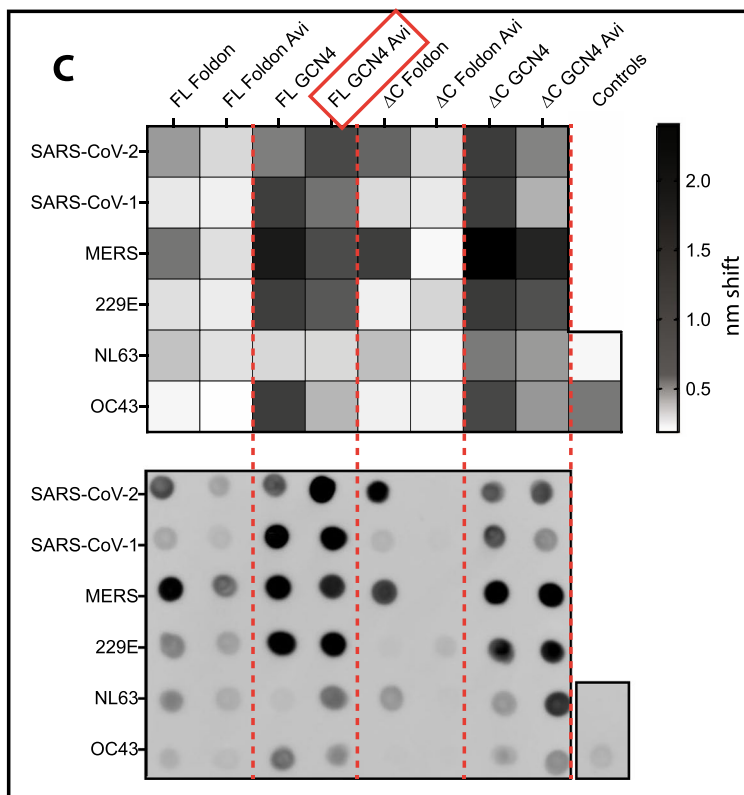 C
FL Foldon
FL Foldon Avi
FL GCN4
FL GCN4 Avi
ΔC Foldon
ΔC Foldon Avi
ΔC GCN4
ΔC GCN4 Avi
Controls
SARS-CoV-2
SARS-CoV-1
MERS
229E
NL63
OC43
2.0
1.5
1.0
0.5
nm shift
SARS-CoV-2
SARS-CoV-1
MERS
229E
NL63
OC43